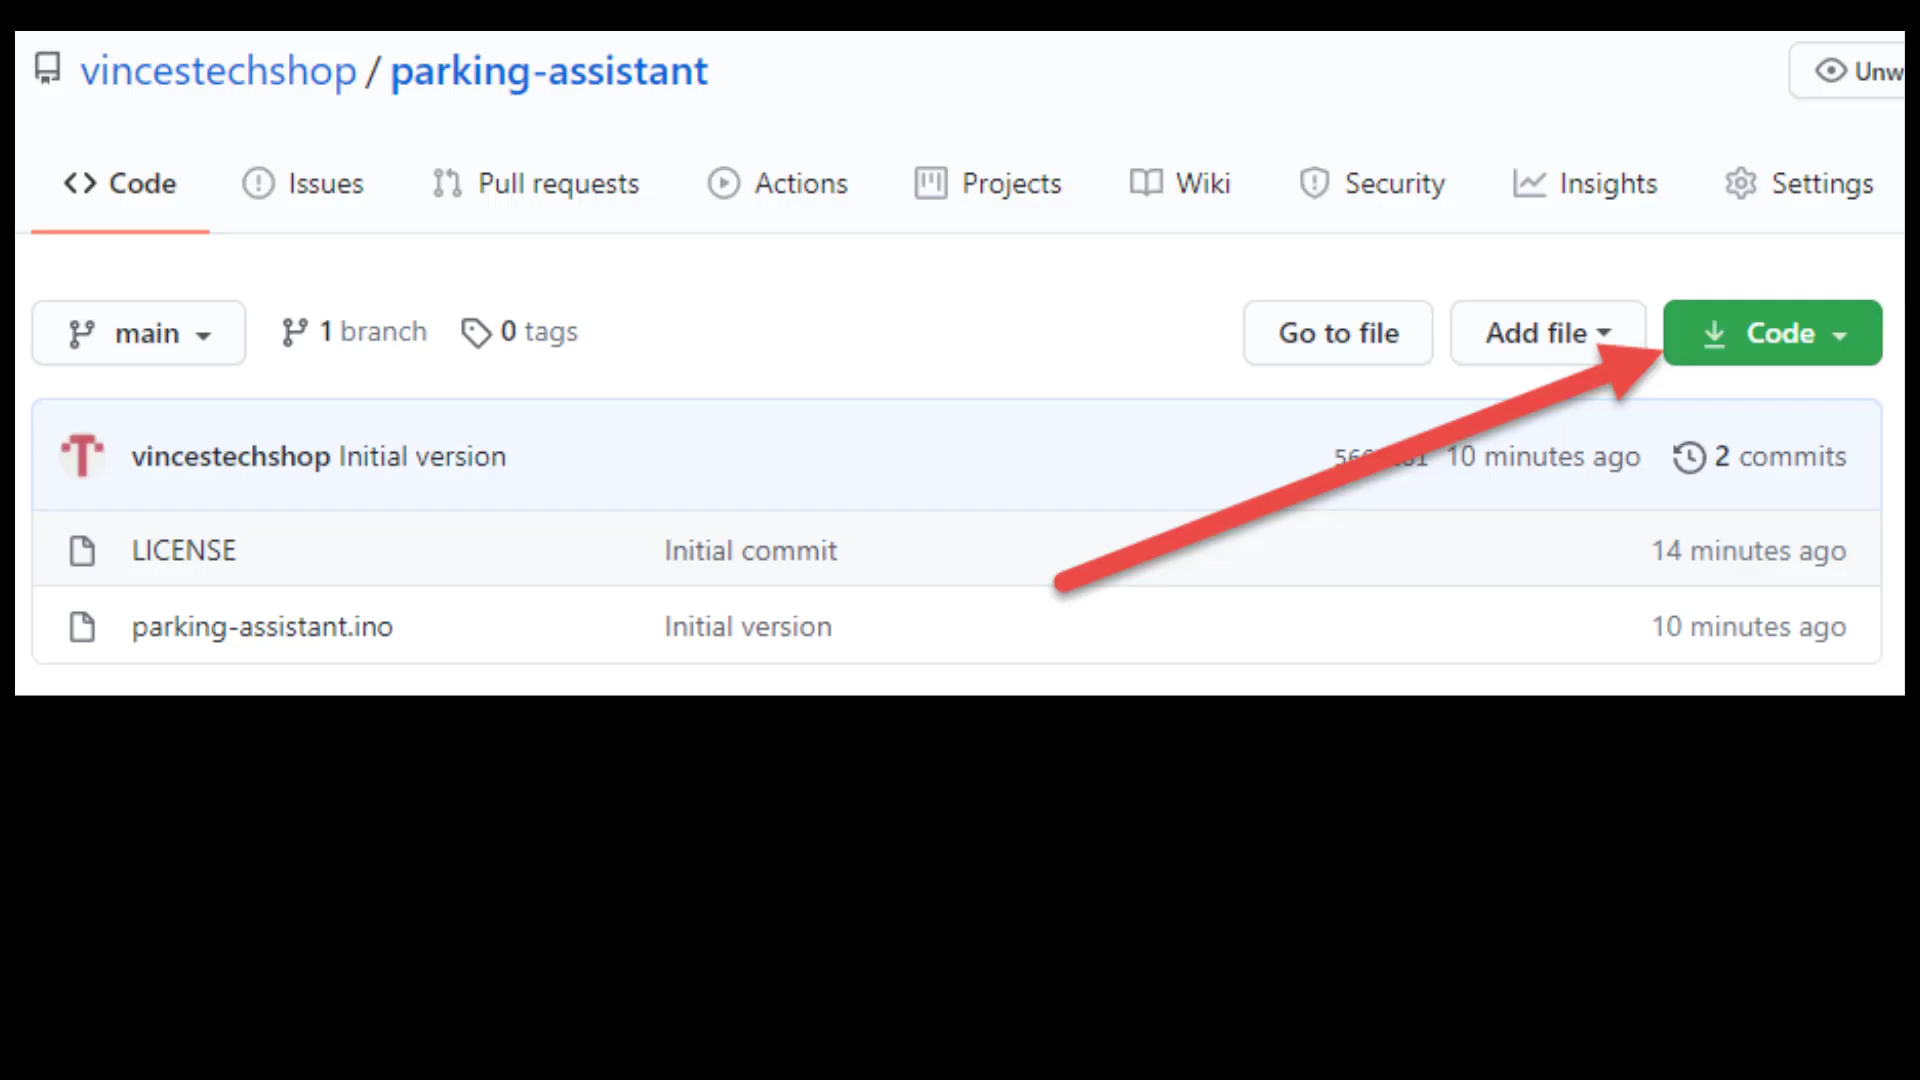 vincestechshop / parking-assistant
Code Issues Pull requests Actions Projects Wiki Security Insights Settings
main 1 branch 0 tags Go to file Add file Code
vincestechshop Initial version 10 minutes ago 2 commits
LICENSE Initial commit 14 minutes ago
parking-assistant.ino Initial version 10 minutes ago